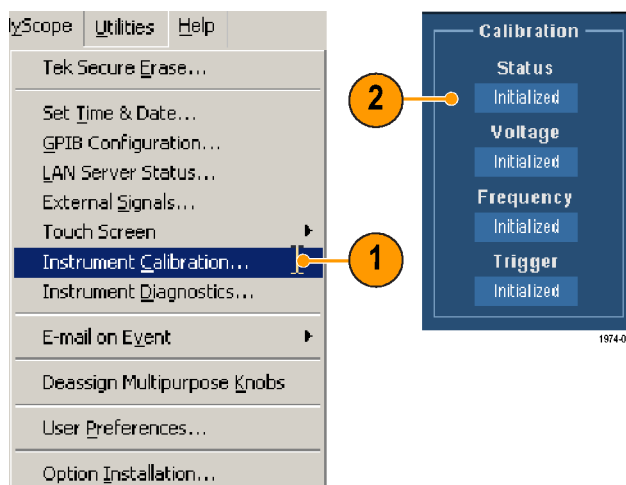 lyScope Utilities Help
Tek Secure Erase...
Set Time & Date...
GPIB Configuration...
LAN Server Status...
External Signals...
Touch Screen
Instrument Calibration...
Instrument Diagnostics...
E-mail on Event
Deassign Multipurpose Knobs
User Preferences...
Option Installation...
1
Calibration
Status
Initialized
2
Voltage
Initialized
Frequency
Initialized
Trigger
Initialized
1974-0